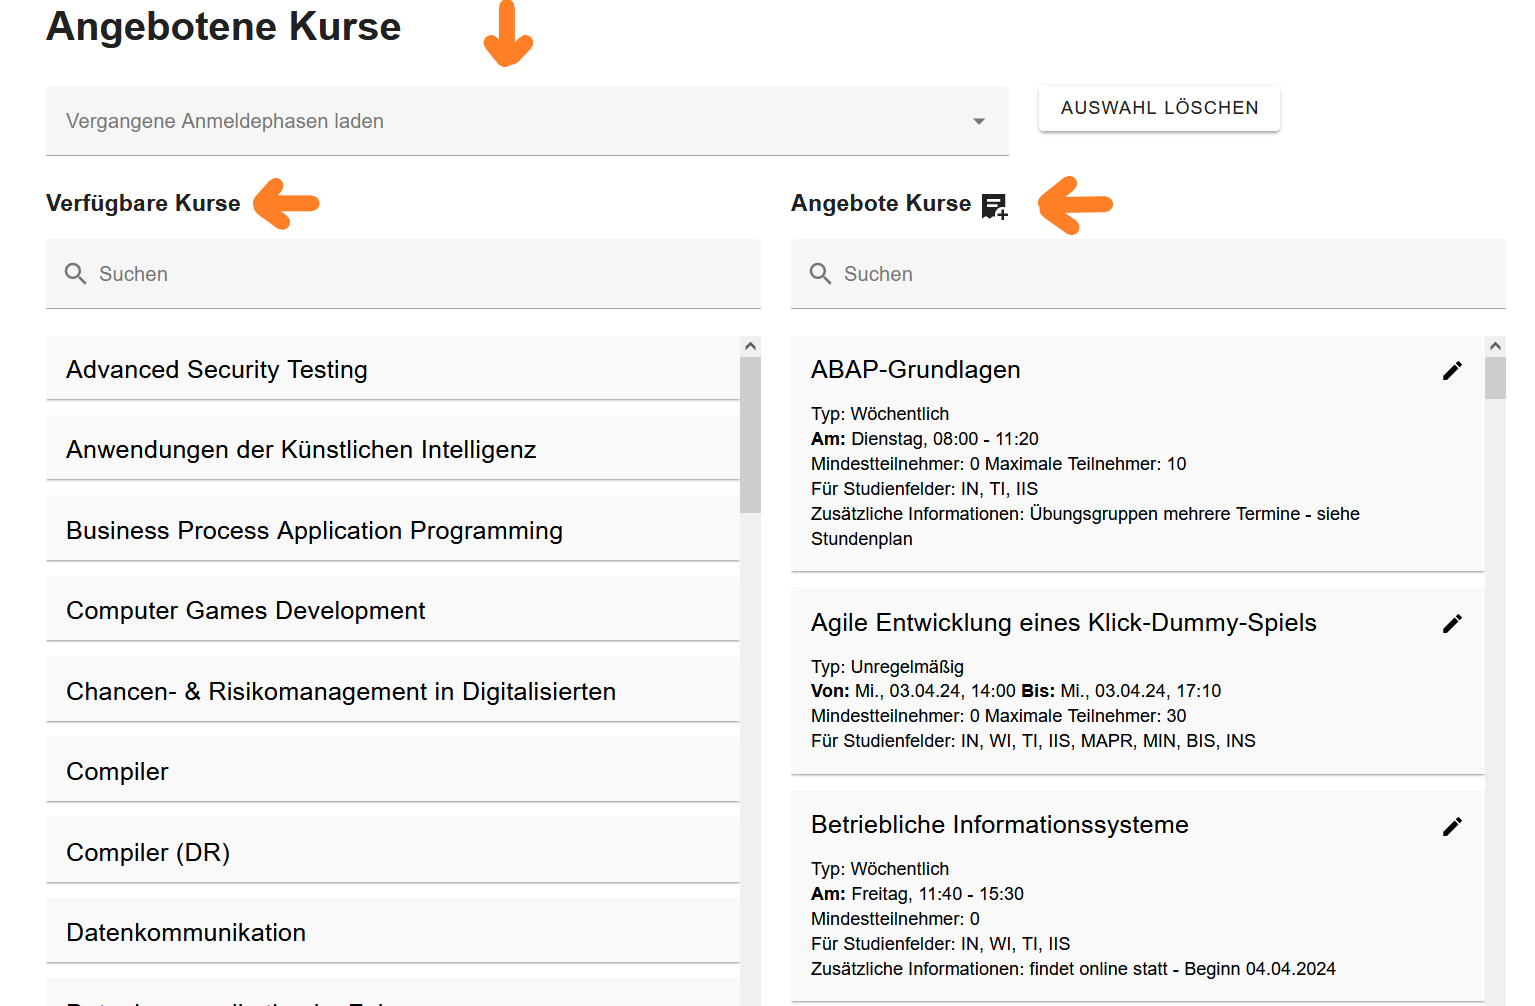 Angebotene Kurse
Vergangene Anmeldephasen laden
AUSWAHL LÖSCHEN
Verfügbare Kurse
Suchen
Advanced Security Testing
Anwendungen der Künstlichen Intelligenz
Business Process Application Programming
Computer Games Development
Chancen- & Risikomanagement in Digitalisierten
Compiler
Compiler (DR)
Datenkommunikation
Angebote Kurse
Suchen
ABAP-Grundlagen
Typ: Wöchentlich
Am: Dienstag, 08:00 - 11:20
Mindestteilnehmer: 0 Maximale Teilnehmer: 10
Für Studienfelder: IN, TI, IIS
Zusätzliche Informationen: Übungsgruppen mehrere Termine - siehe
Stundenplan
Agile Entwicklung eines Klick-Dummy-Spiels
Typ: Unregelmäßig
Von: Mi., 03.04.24, 14:00 Bis: Mi., 03.04.24, 17:10
Mindestteilnehmer: 0 Maximale Teilnehmer: 30
Für Studienfelder: IN, WI, TI, IIS, MAPR, MIN, BIS, INS
Betriebliche Informationssysteme
Typ: Wöchentlich
Am: Freitag, 11:40 - 15:30
Mindestteilnehmer: 0
Für Studienfelder: IN, WI, TI, IIS
Zusätzliche Informationen: findet online statt - Beginn 04.04.2024